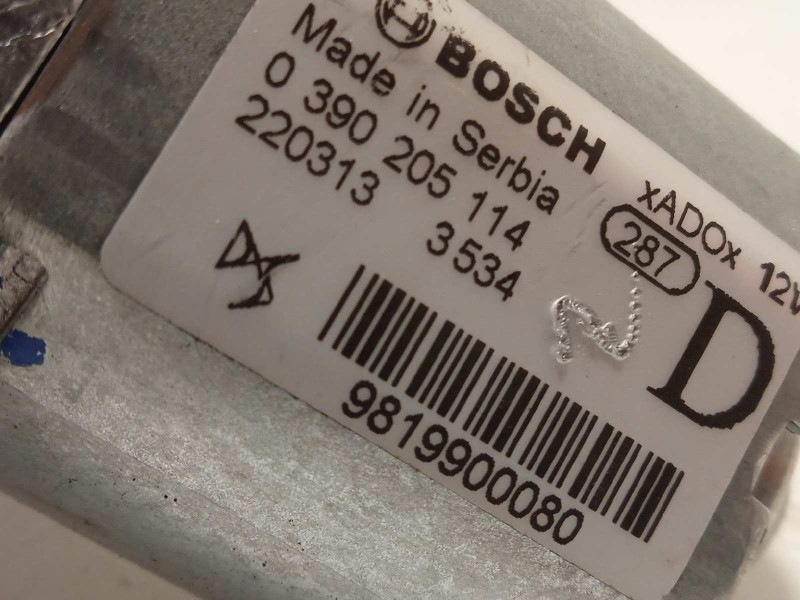 BOSCH
Made in Serbia
0 390 205 114
xADOx 12V
220313 3534
287
D
9819900080